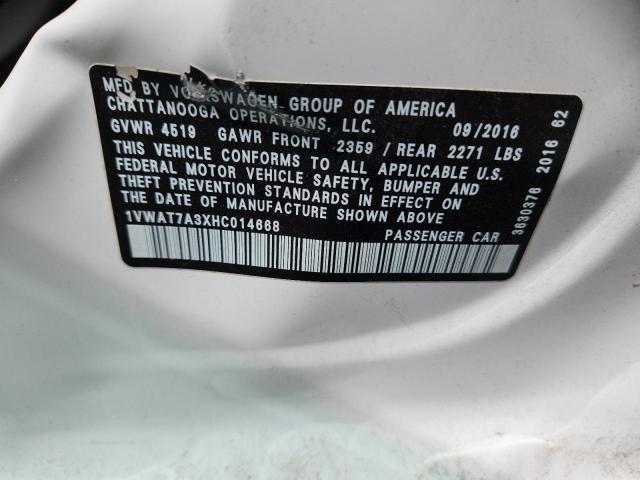 MFD BY VOLKSWAGEN GROUP OF AMERICA
CHATTANOOGA OPERATIONS, LLC. 09/2016
GVWR 4519 GAWR FRONT 2359 / REAR 2271 LBS
THIS VEHICLE CONFORMS TO ALL APPLICABLE U.S.
FEDERAL MOTOR VEHICLE SAFETY, BUMPER AND
THEFT PREVENTION STANDARDS IN EFFECT ON
THE DATE OF MANUFACTURE SHOWN ABOVE
1VWAT7A3XHC014668 PASSENGER CAR
3630376 2016 62